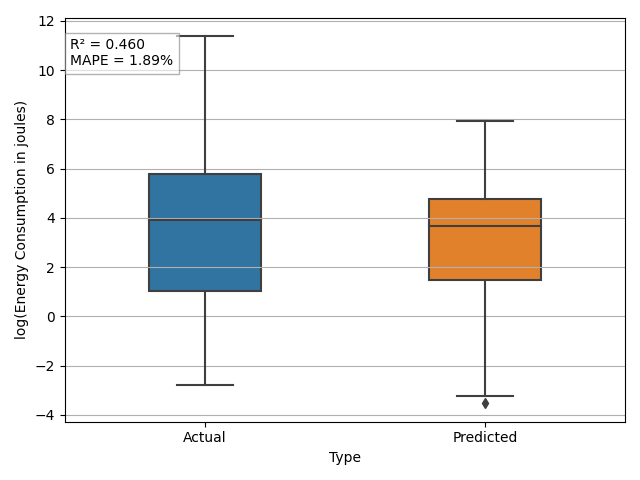 R² = 0.460
MAPE = 1.89%
12
10
8
6
4
2
0
−2
−4
log(Energy Consumption in joules)
Actual
Predicted
Type